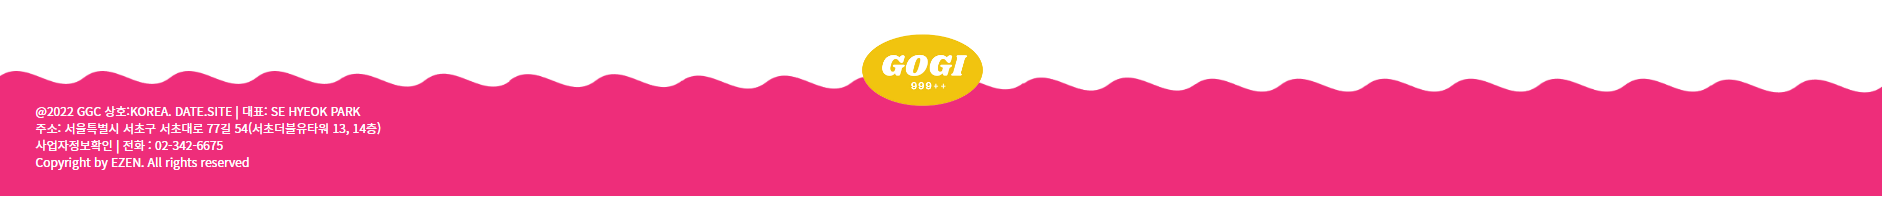 GOGI
999++
@2022 GGC 상호:KOREA. DATE.SITE | 대표: SE HYEOK PARK
주소: 서울특별시 서초구 서초대로 77길 54(서초더블유타워 13, 14층)
사업자정보확인 | 전화 : 02-342-6675
Copyright by EZEN. All rights reserved